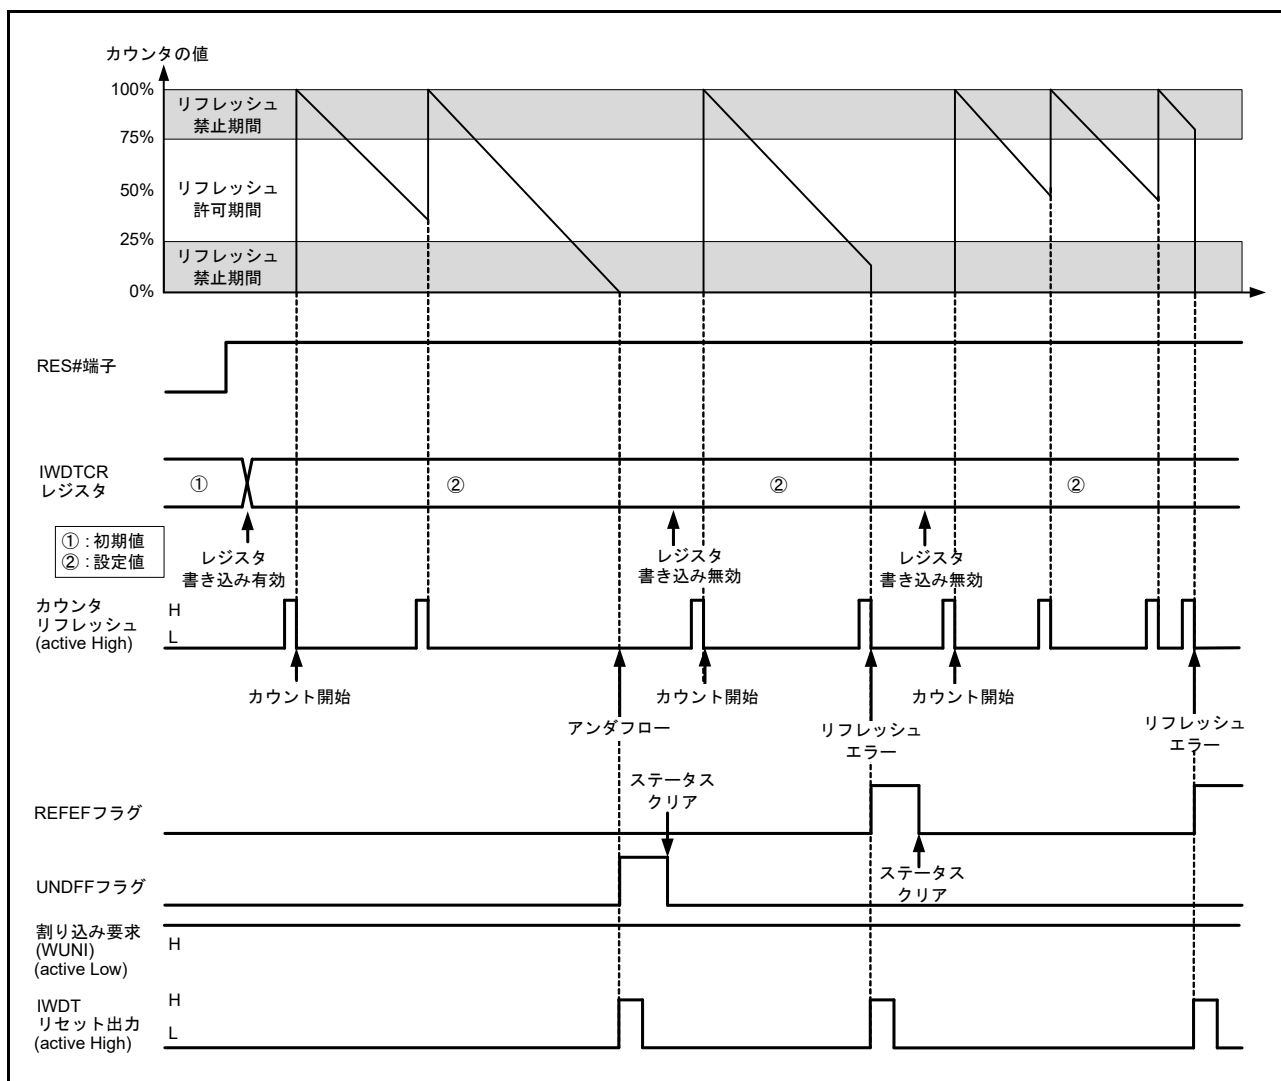 カウンタの値
100%
リフレッシュ
禁止期間
75%
50%
リフレッシュ
許可期間
25%
リフレッシュ
禁止期間
0%
RES#端子
IWDTCR
レジスタ
①
②
②
②
①：初期値
②：設定値
レジスタ
書き込み有効
レジスタ
書き込み無効
レジスタ
書き込み無効
カウンタ
リフレッシュ
(active High)
H
L
カウント開始
カウント開始
カウント開始
アンダフロー
リフレッシュ
エラー
リフレッシュ
エラー
ステータス
クリア
REFEFフラグ
ステータス
クリア
UNDFFフラグ
割り込み要求
(WUNI)
(active Low)
H
IWDT
リセット出力
(active High)
H
L